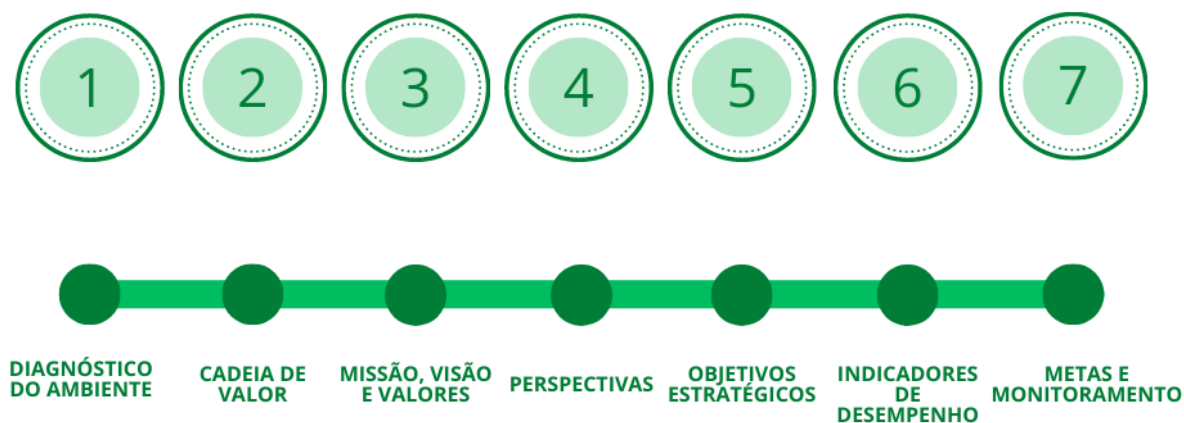 1
2
3
4
5
6
7
DIAGNÓSTICO
DO AMBIENTE
CADEIA DE
VALOR
MISSÃO, VISÃO
E VALORES
PERSPECTIVAS
OBJETIVOS
ESTRATÉGICOS
INDICADORES
DE
DESEMPENHO
METAS E
MONITORAMENTO